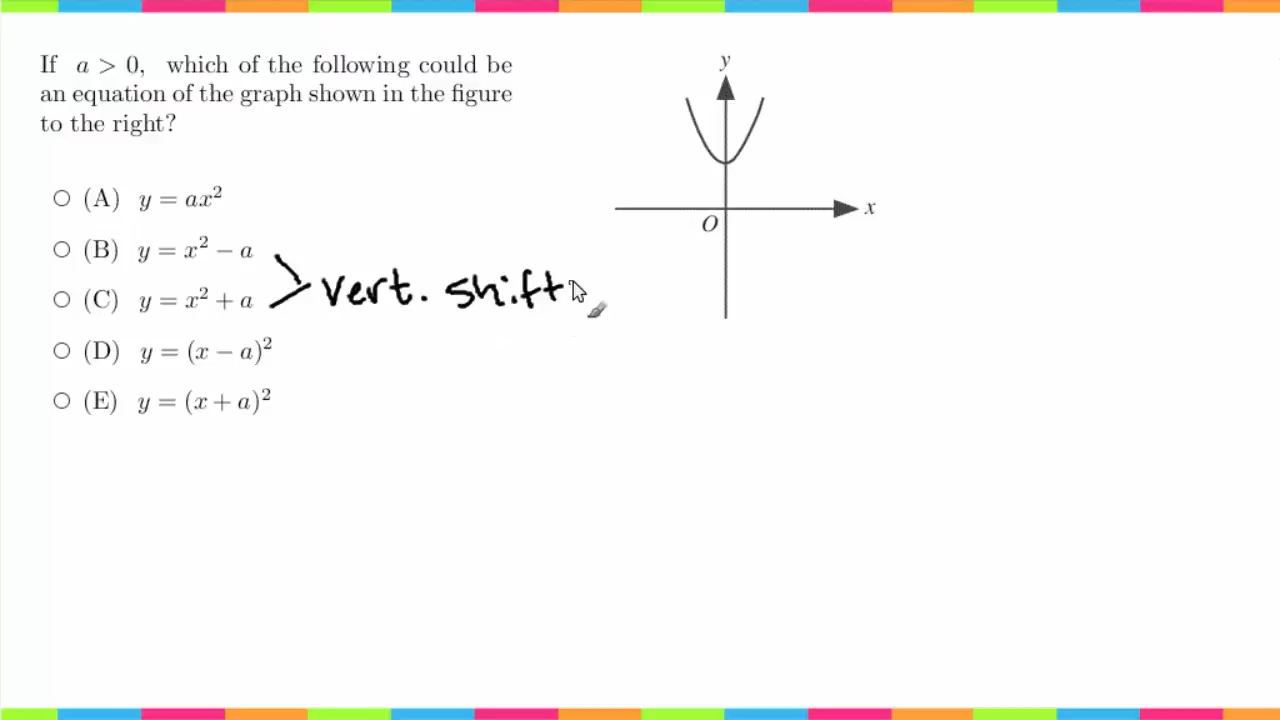 If a > 0, which of the following could be
an equation of the graph shown in the figure
to the right?
(A) y = ax²
(B) y = x² − a
(C) y = x² + a
vert. shift
(D) y = (x − a)²
(E) y = (x + a)²
y
x
O